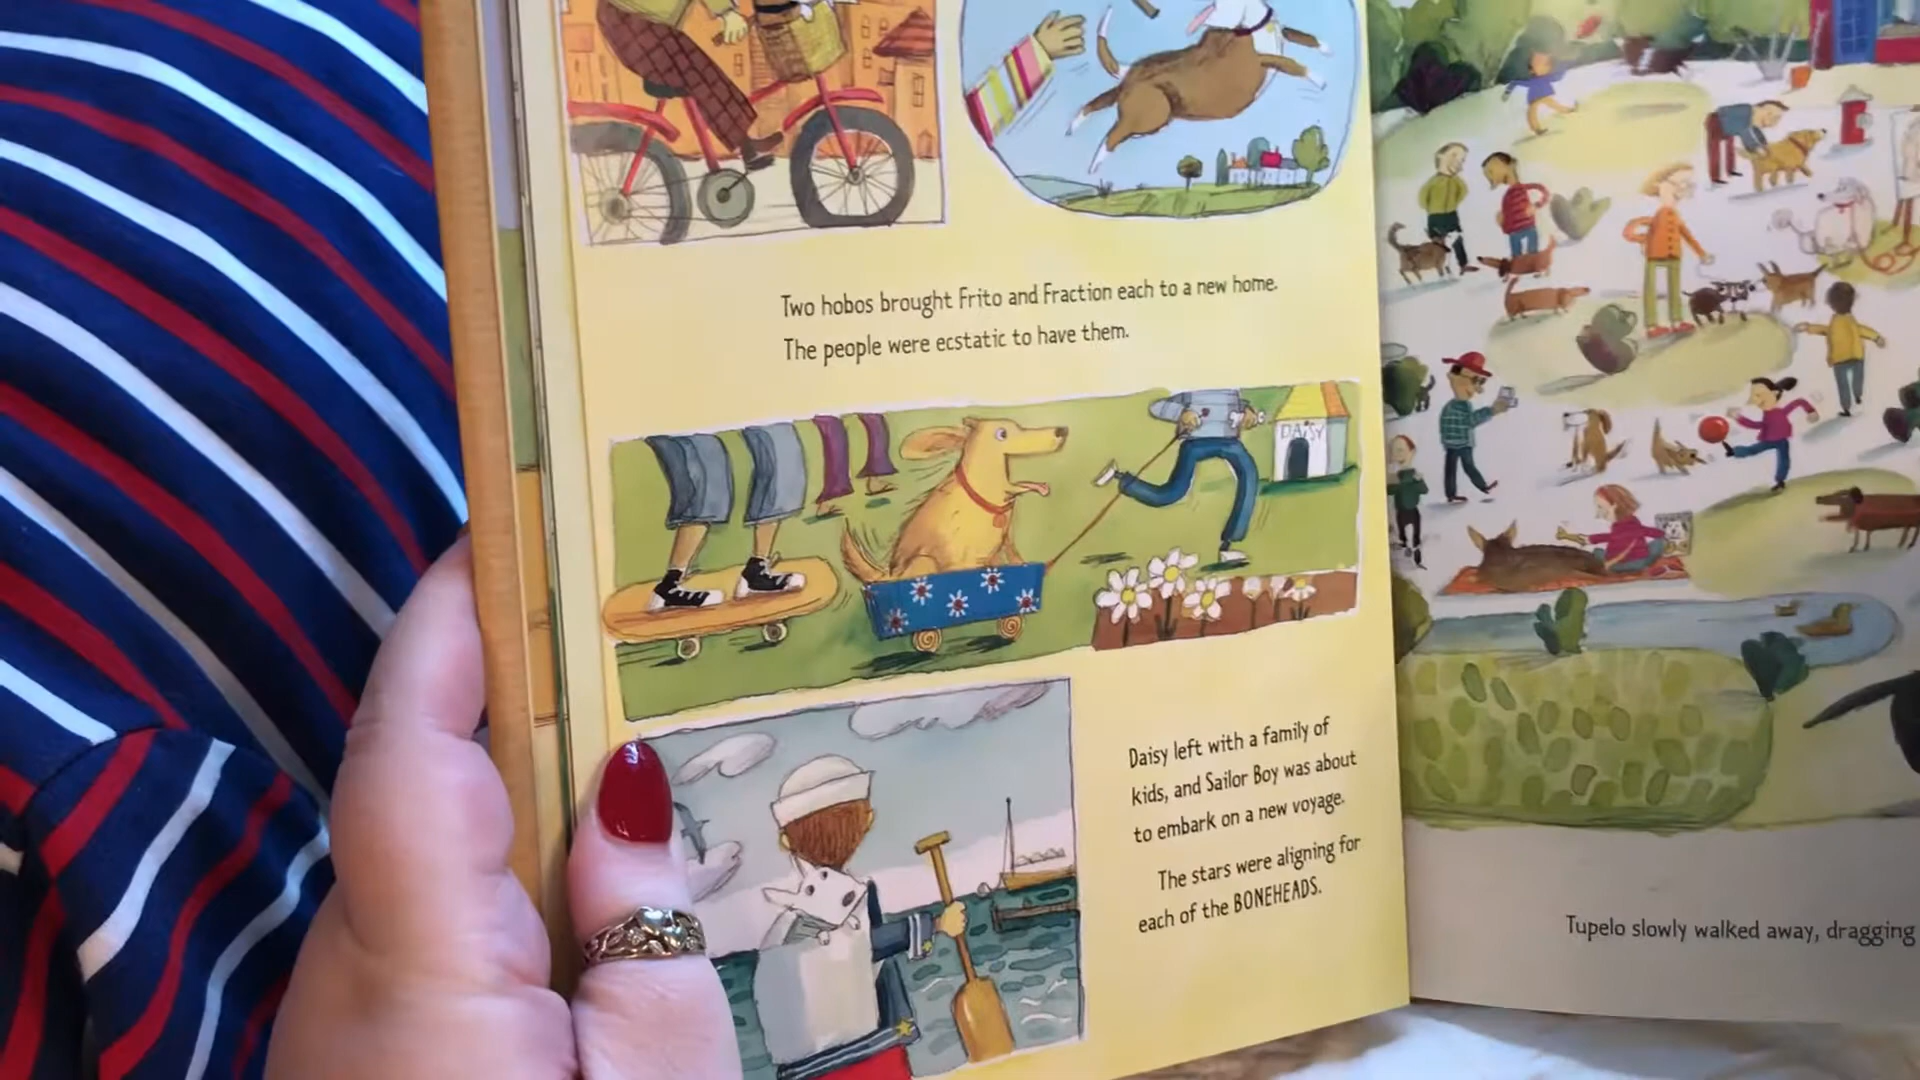 Two hobos brought Frito and Fraction each to a new home.
The people were ecstatic to have them.
DAiSY
Daisy left with a family of
kids, and Sailor Boy was about
to embark on a new voyage.
The stars were aligning for
each of the BONEHEADS.
Tupelo slowly walked away, dragging